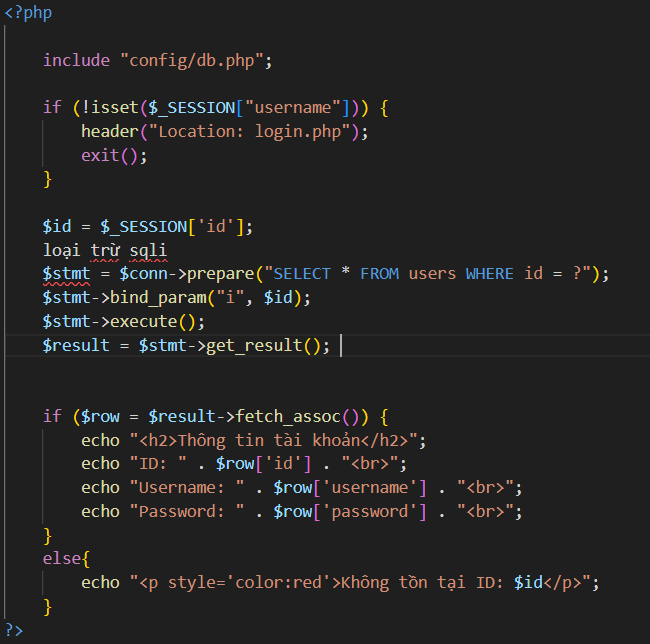 <?php
include "config/db.php";
if (!isset($_SESSION["username"])) {
header("Location: login.php");
exit();
}
$id = $_SESSION['id'];
loại trừ sqli
$stmt = $conn->prepare("SELECT * FROM users WHERE id = ?");
$stmt->bind_param("i", $id);
$stmt->execute();
$result = $stmt->get_result();
if ($row = $result->fetch_assoc()) {
echo "<h2>Thông tin tài khoản</h2>";
echo "ID: " . $row['id'] . "<br>";
echo "Username: " . $row['username'] . "<br>";
echo "Password: " . $row['password'] . "<br>";
}
else{
echo "<p style='color:red'>Không tồn tại ID: $id</p>";
}
?>